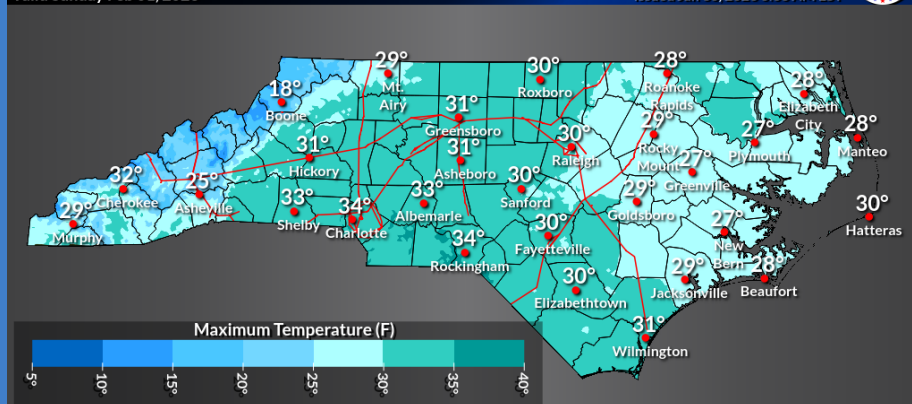 29°
Mt.
Airy
30°
Roxboro
28°
Roanoke
Rapids
28°
Elizabeth
City
18°
Boone
31°
Greensboro
29°
Rocky
Mount
27°
Plymouth
28°
Manteo
31°
Hickory
31°
Asheboro
30°
Raleigh
27°
Greenville
32°
Cherokee
25°
Asheville
33°
Shelby
34°
Charlotte
33°
Albemarle
30°
Sanford
29°
Goldsboro
30°
Hatteras
29°
Murphy
34°
Rockingham
30°
Fayetteville
27°
New
Bern
30°
Elizabethtown
29°
Jacksonville
28°
Beaufort
31°
Wilmington
Maximum Temperature (F)
5° 10° 15° 20° 25° 30° 35° 40°